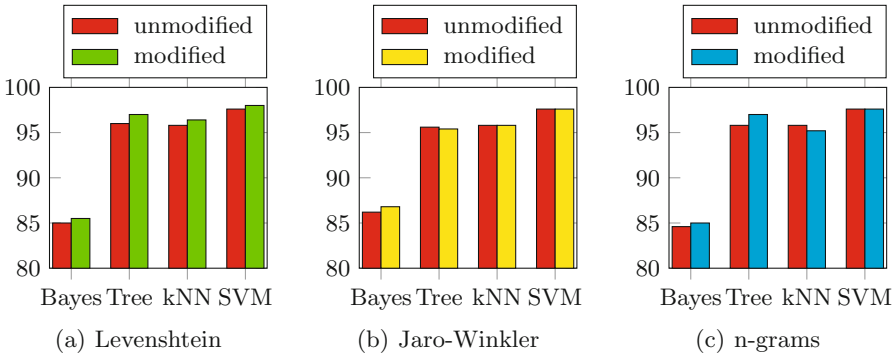 unmodified
modified
100
95
90
85
80
Bayes Tree kNN SVM
(a) Levenshtein
unmodified
modified
100
95
90
85
80
Bayes Tree kNN SVM
(b) Jaro-Winkler
unmodified
modified
100
95
90
85
80
Bayes Tree kNN SVM
(c) n-grams